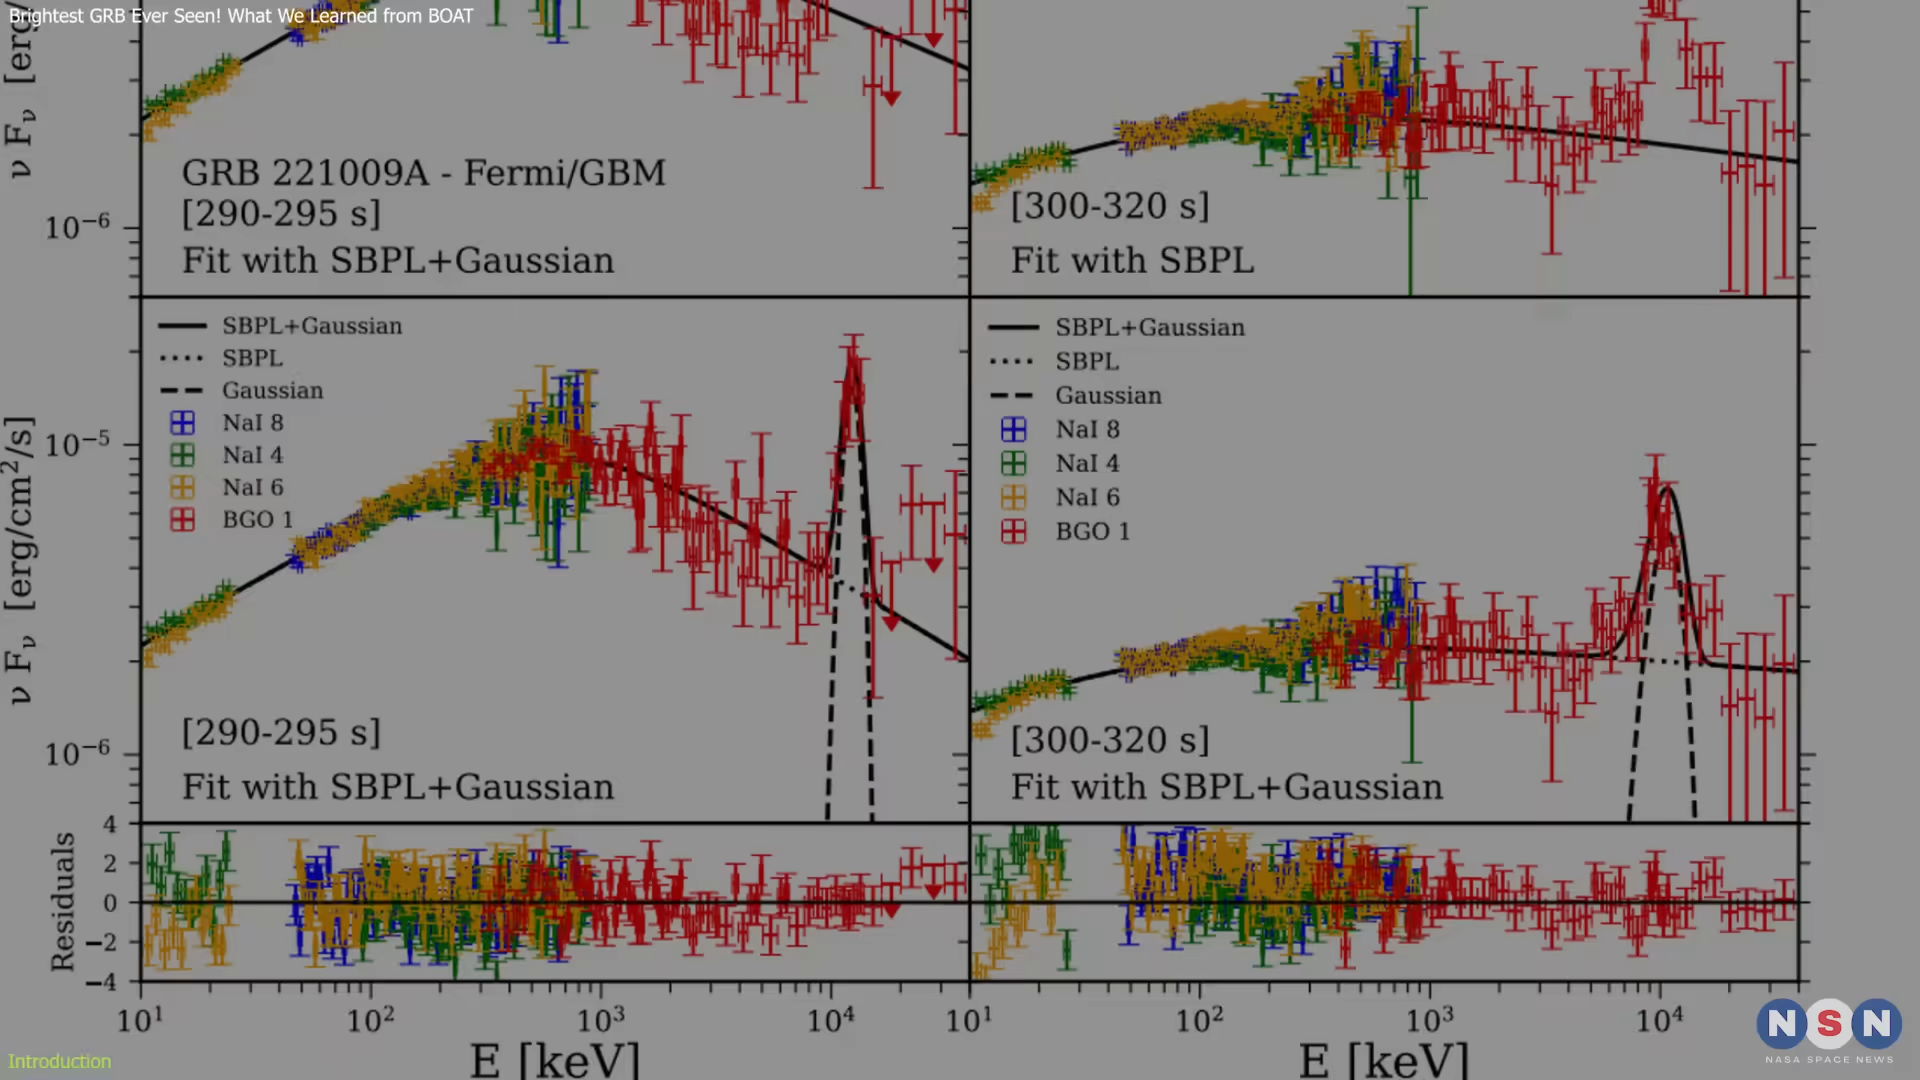 Brightest GRB Ever Seen! What We Learned from BOAT
ν Fν [erg
GRB 221009A - Fermi/GBM
[290-295 s]
Fit with SBPL+Gaussian
10−6
[300-320 s]
Fit with SBPL
SBPL+Gaussian
SBPL
Gaussian
NaI 8
NaI 4
NaI 6
BGO 1
[290-295 s]
Fit with SBPL+Gaussian
ν Fν [erg/cm2/s]
10−5
10−6
SBPL+Gaussian
SBPL
Gaussian
NaI 8
NaI 4
NaI 6
BGO 1
[300-320 s]
Fit with SBPL+Gaussian
Residuals
4
2
0
−2
−4
101 102 103 104 101 102 103 104
E [keV] E [keV]
NSN
NASA SPACE NEWS
Introduction